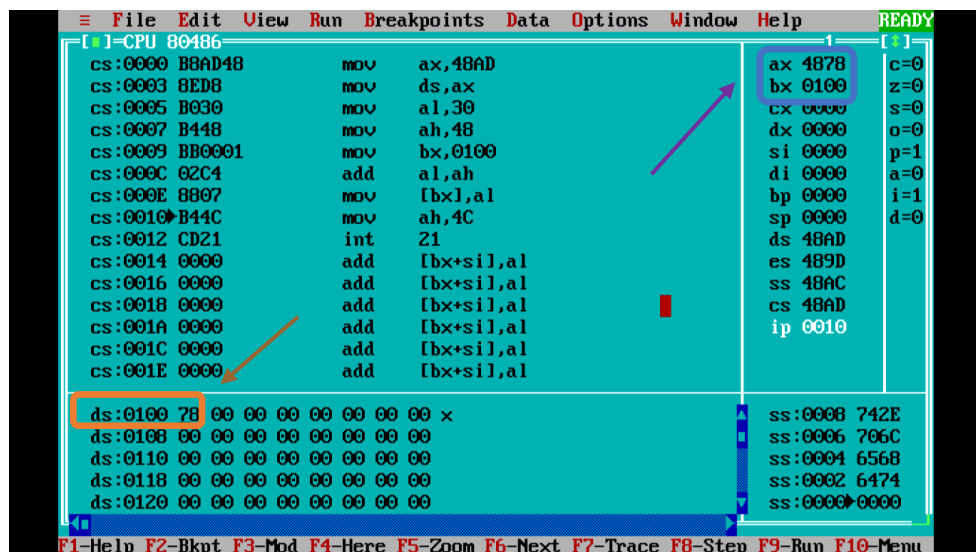 ≡ File Edit View Run Breakpoints Data Options Window Help READY
[■]=CPU 80486 1 [↕]
cs:0000 B8AD48 mov ax,48AD ax 4878 c=0
cs:0003 8ED8 mov ds,ax bx 0100 z=0
cs:0005 B030 mov al,30 cx 0000 s=0
cs:0007 B448 mov ah,48 dx 0000 o=0
cs:0009 BB0001 mov bx,0100 si 0000 p=1
cs:000C 02C4 add al,ah di 0000 a=0
cs:000E 8807 mov [bx],al bp 0000 i=1
cs:0010►B44C mov ah,4C sp 0000 d=0
cs:0012 CD21 int 21 ds 48AD
cs:0014 0000 add [bx+si],al es 489D
cs:0016 0000 add [bx+si],al ss 48AC
cs:0018 0000 add [bx+si],al cs 48AD
cs:001A 0000 add [bx+si],al ip 0010
cs:001C 0000 add [bx+si],al
cs:001E 0000 add [bx+si],al
ds:0100 78 00 00 00 00 00 00 00 x ss:0008 742E
ds:0108 00 00 00 00 00 00 00 00 ss:0006 706C
ds:0110 00 00 00 00 00 00 00 00 ss:0004 6568
ds:0118 00 00 00 00 00 00 00 00 ss:0002 6474
ds:0120 00 00 00 00 00 00 00 00 ss:0000►0000
F1-Help F2-Bkpt F3-Mod F4-Here F5-Zoom F6-Next F7-Trace F8-Step F9-Run F10-Menu